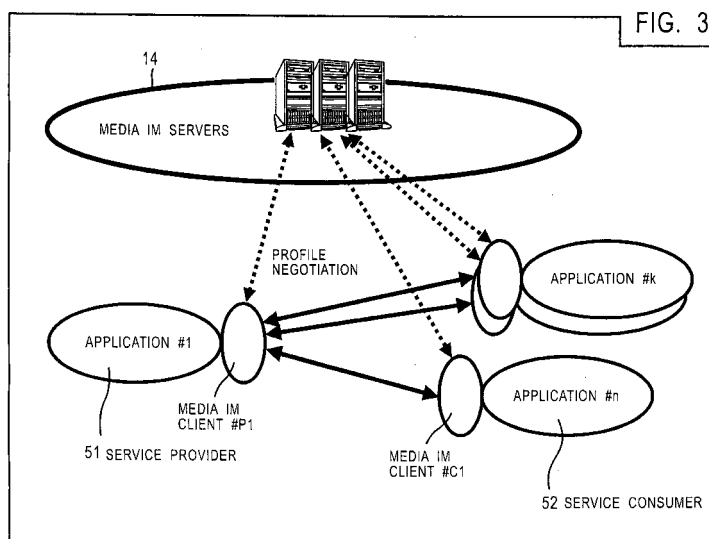 FIG. 3
14
MEDIA IM SERVERS
PROFILE
NEGOTIATION
APPLICATION #k
APPLICATION #1
APPLICATION #n
MEDIA IM
CLIENT #P1
MEDIA IM
CLIENT #C1
51 SERVICE PROVIDER
52 SERVICE CONSUMER